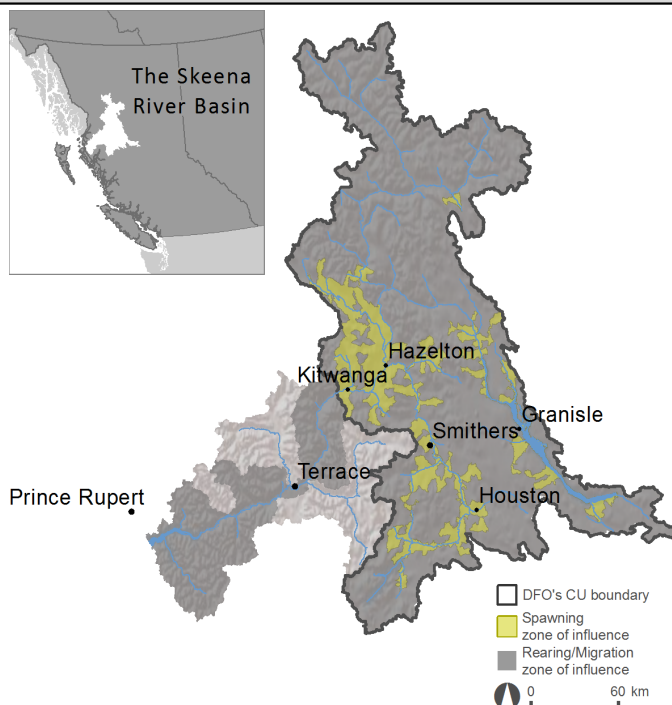 The Skeena
River Basin
Hazelton
Kitwanga
Granisle
Smithers
Terrace
Prince Rupert
Houston
DFO's CU boundary
Spawning
zone of influence
Rearing/Migration
zone of influence
0 60 km